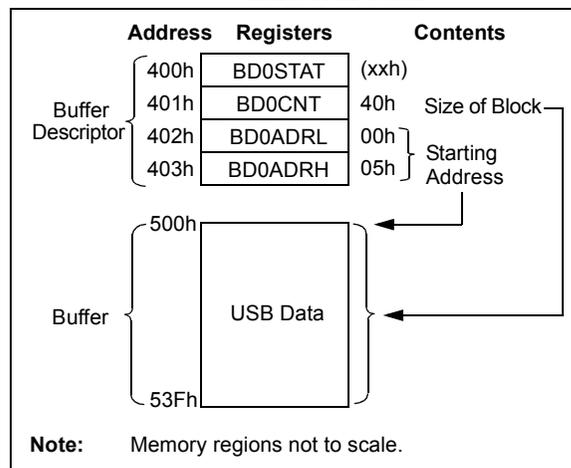 Address Registers Contents
400h BD0STAT (xxh)
401h BD0CNT 40h Size of Block
Buffer
Descriptor
402h BD0ADRL 00h
403h BD0ADRH 05h
Starting
Address
500h
Buffer
USB Data
53Fh
Note: Memory regions not to scale.